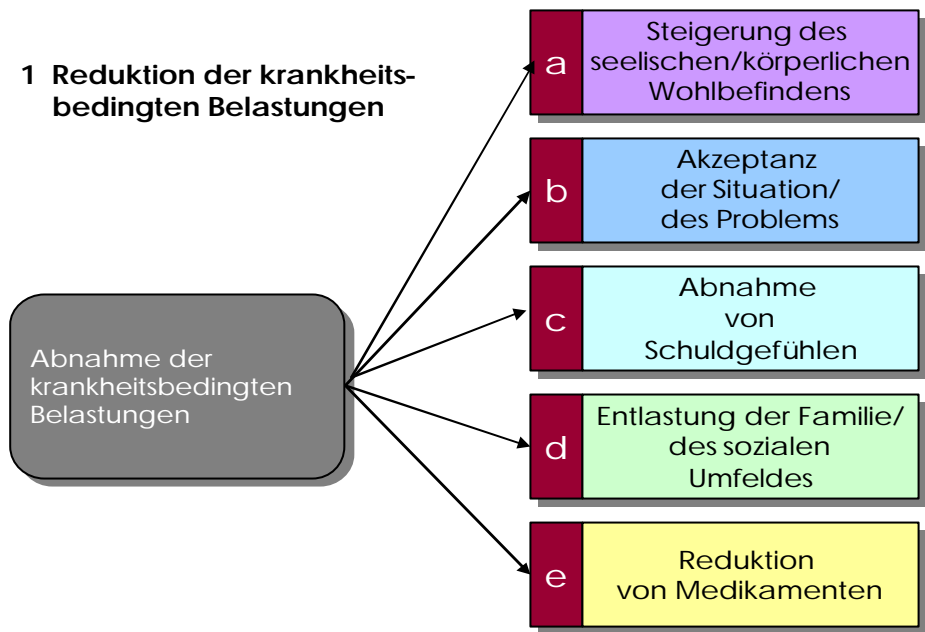 1 Reduktion der krankheits-
bedingten Belastungen
Abnahme der
krankheitsbedingten
Belastungen
a
Steigerung des
seelischen/körperlichen
Wohlbefindens
b
Akzeptanz
der Situation/
des Problems
c
Abnahme
von
Schuldgefühlen
d
Entlastung der Familie/
des sozialen
Umfeldes
e
Reduktion
von Medikamenten